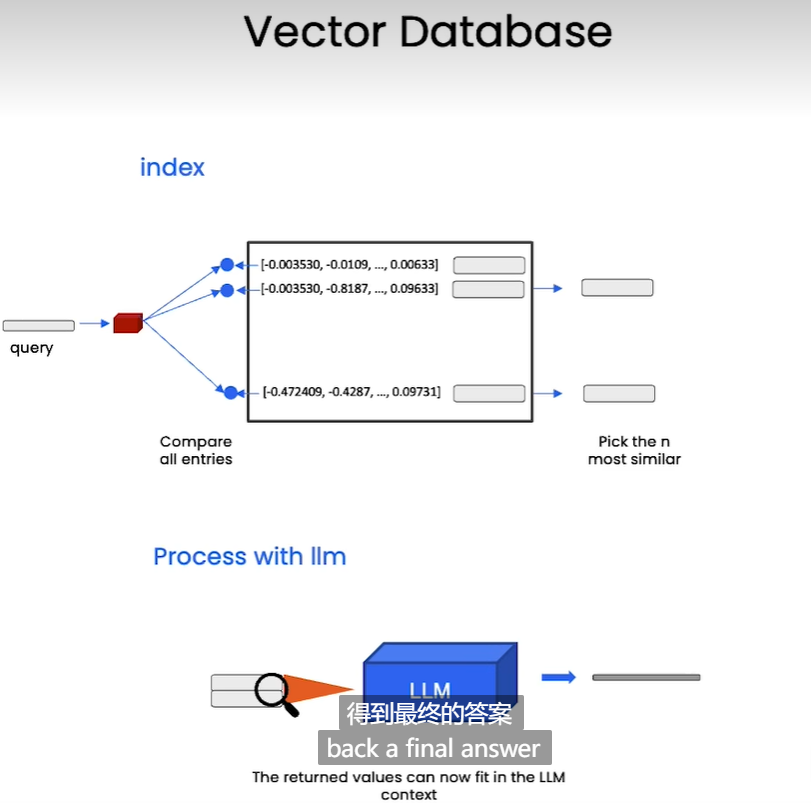 Vector Database
index
[-0.003530, -0.0109, ..., 0.00633]
[-0.003530, -0.8187, ..., 0.09633]
query
[-0.472409, -0.4287, ..., 0.09731]
Compare
all entries
Pick the n
most similar
Process with llm
LLM
得到最终的答案
back a final answer
The returned values can now fit in the LLM
context